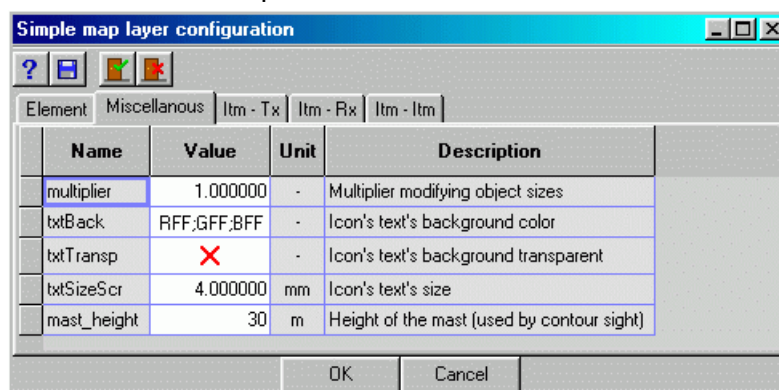 Simple map layer configuration
?
Element Miscellanous Itm - Tx Itm - Rx Itm - Itm
Name Value Unit Description
multiplier 1.000000 - Multiplier modifying object sizes
txtBack RFF;GFF;BFF - Icon's text's background color
txtTransp - Icon's text's background transparent
txtSizeScr 4.000000 mm Icon's text's size
mast_height 30 m Height of the mast (used by contour sight)
OK Cancel